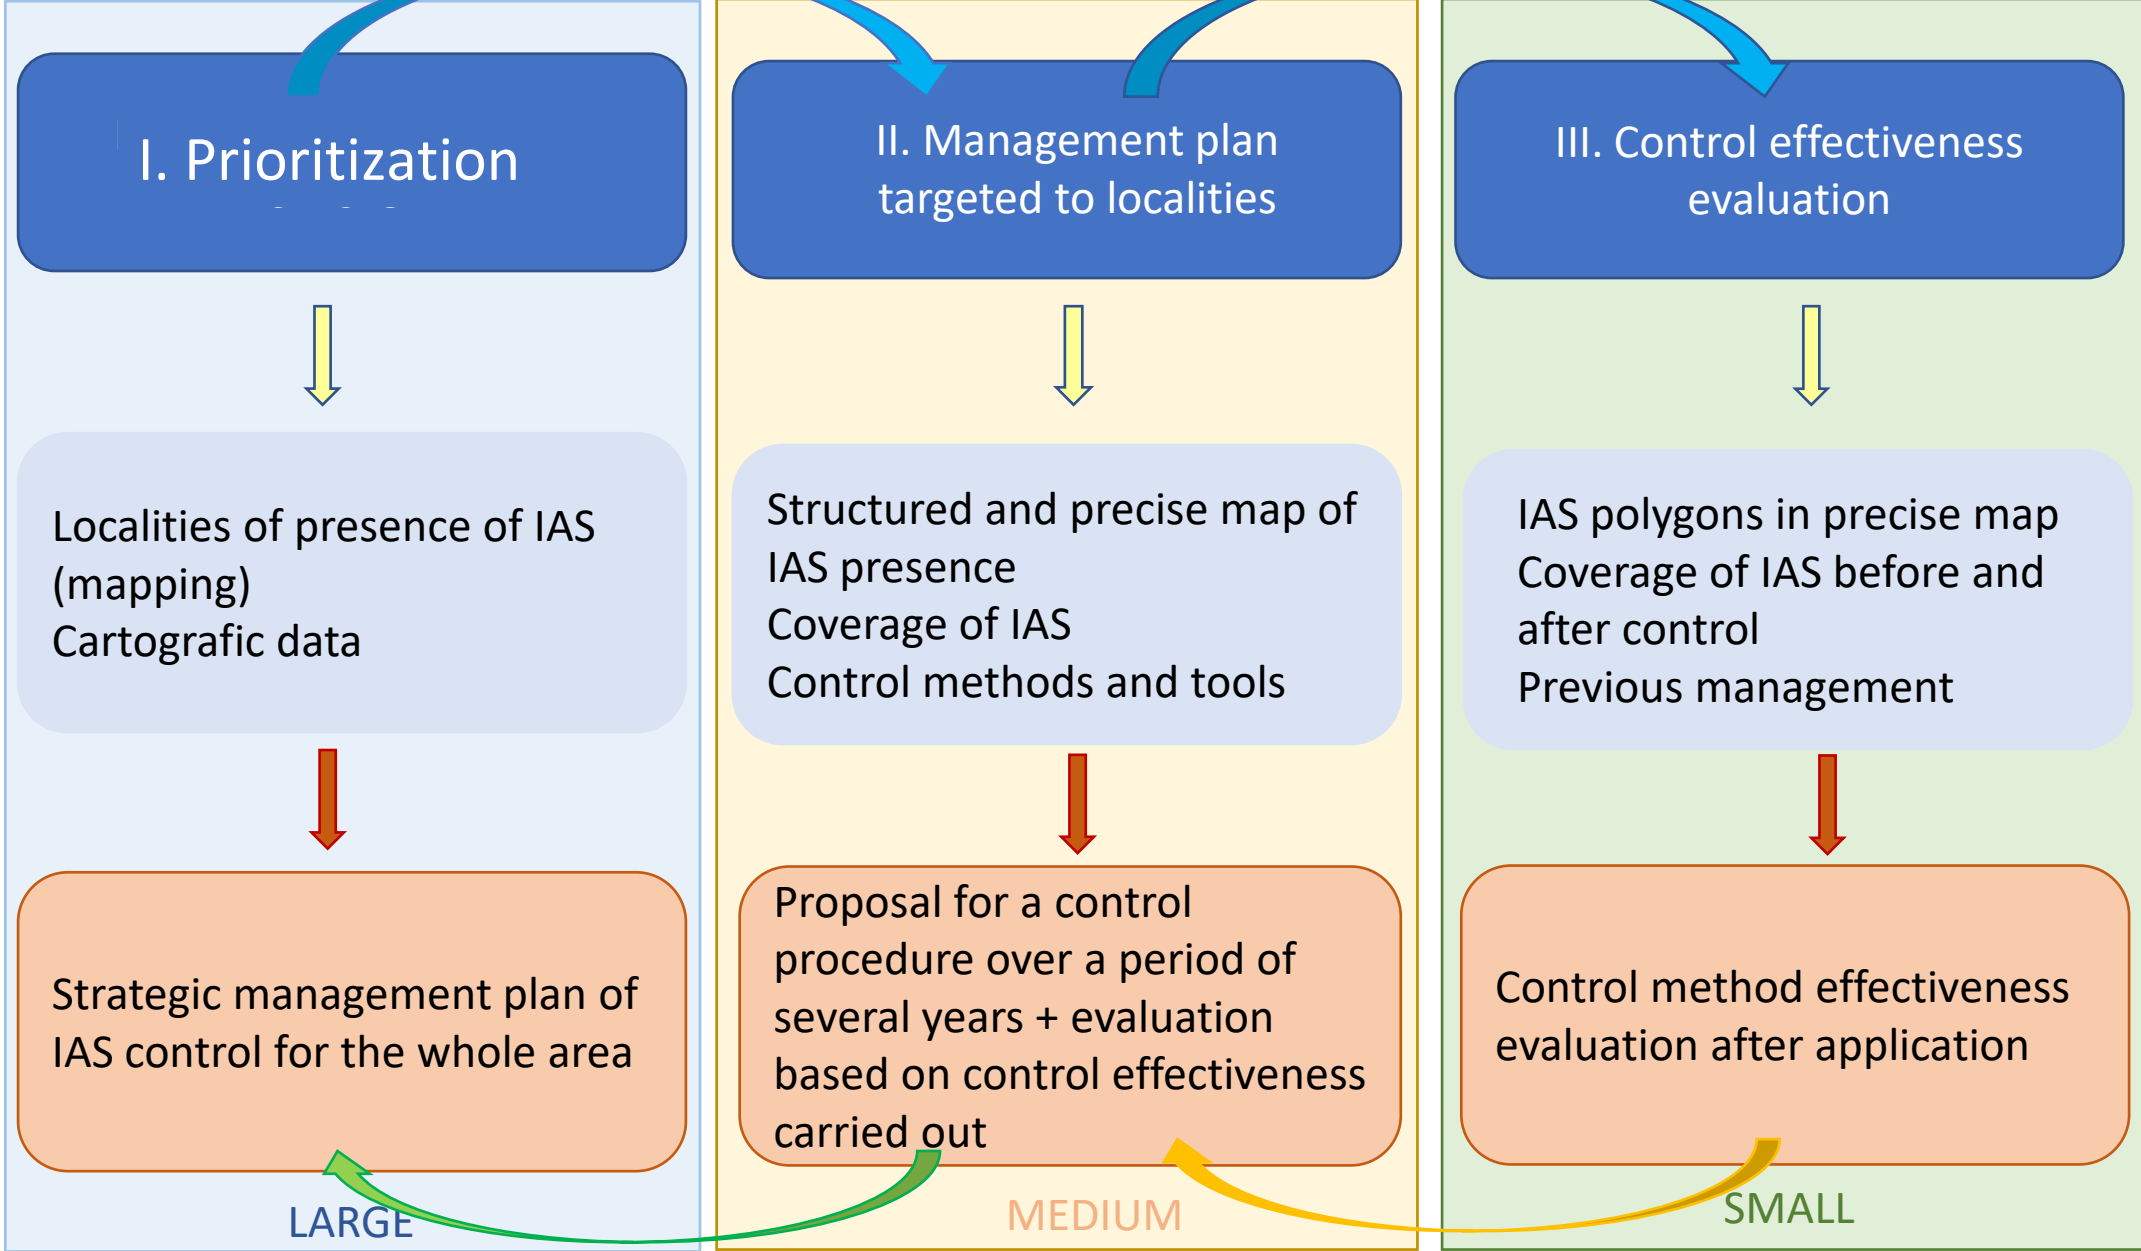 I. Prioritization
II. Management plan
targeted to localities
III. Control effectiveness
evaluation
Localities of presence of IAS
(mapping)
Cartografic data
Structured and precise map of
IAS presence
Coverage of IAS
Control methods and tools
IAS polygons in precise map
Coverage of IAS before and
after control
Previous management
Strategic management plan of
IAS control for the whole area
Proposal for a control
procedure over a period of
several years + evaluation
based on control effectiveness
carried out
Control method effectiveness
evaluation after application
LARGE
MEDIUM
SMALL